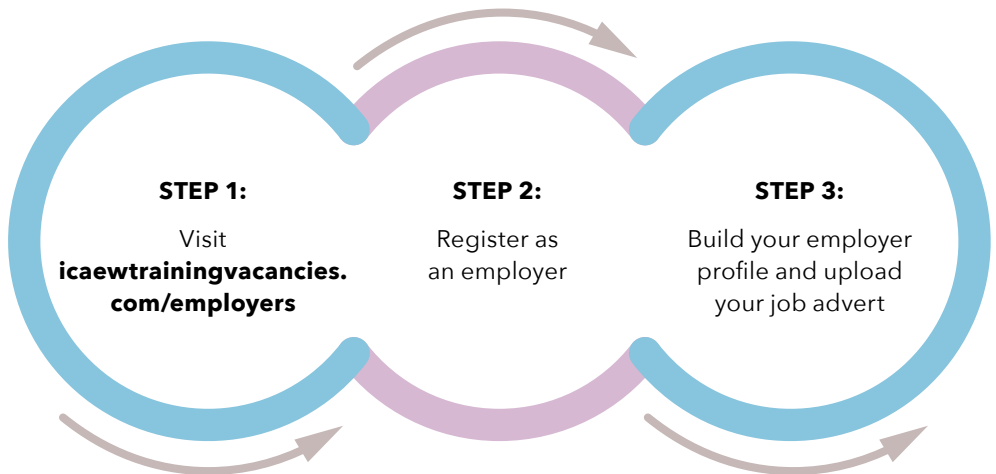 STEP 1:
Visit
icaewtrainingvacancies.
com/employers
STEP 2:
Register as
an employer
STEP 3:
Build your employer
profile and upload
your job advert